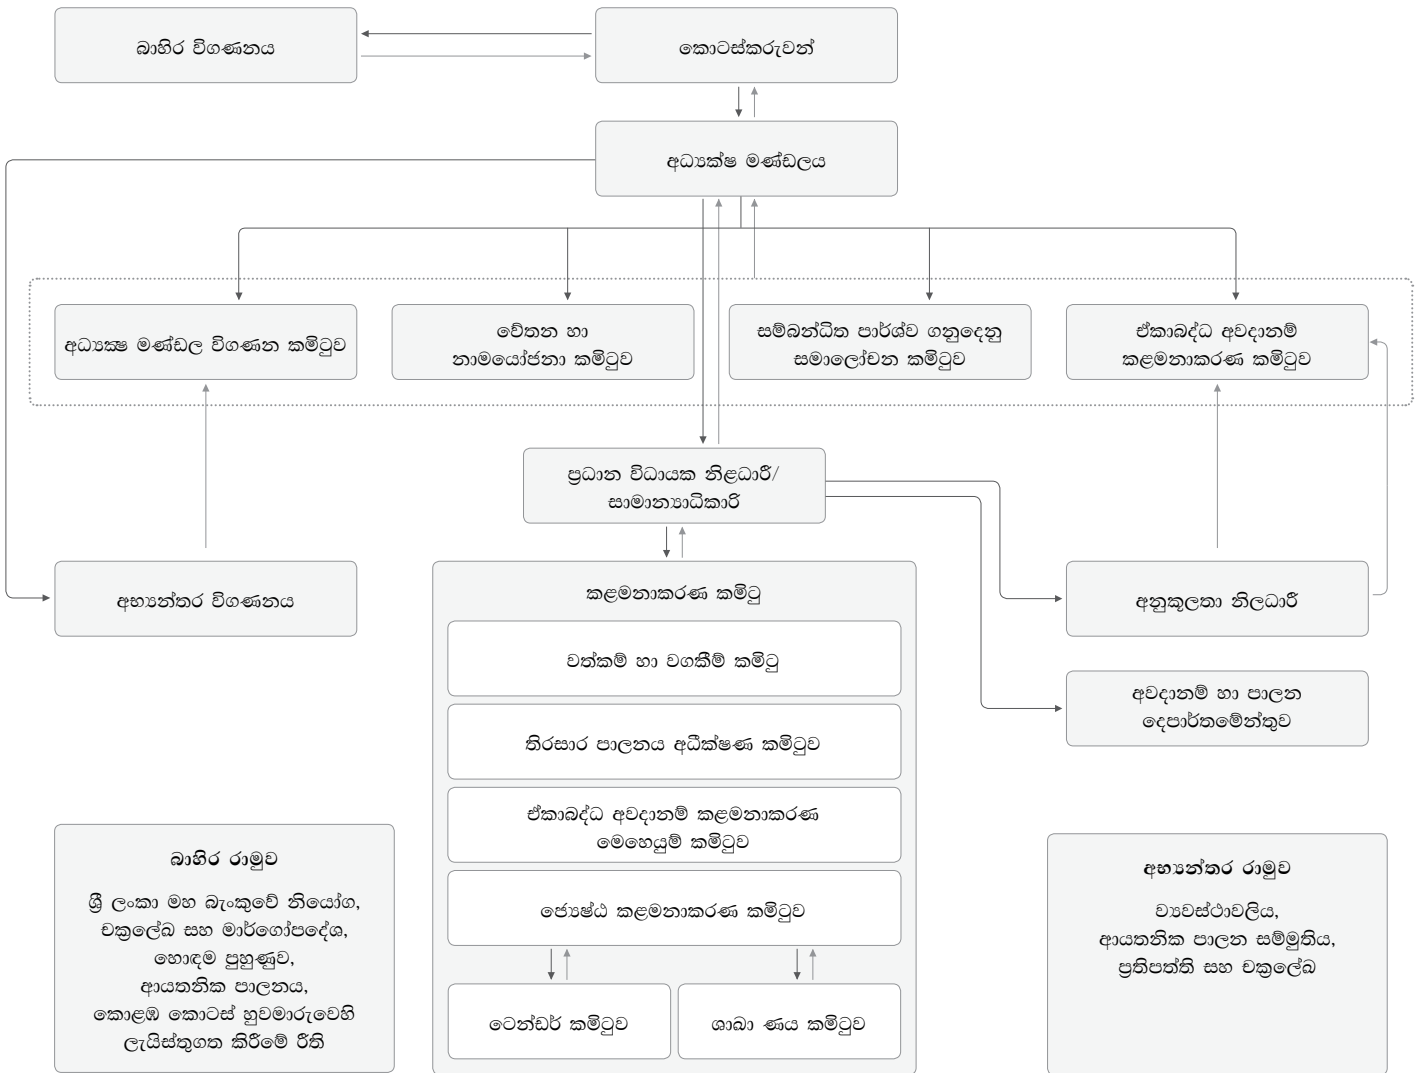 බාහිර විගණනය
කොටස්කරුවන්
අධ්‍යක්ෂ මණ්ඩලය
අධ්‍යක්ෂ මණ්ඩල විගණන කමිටුව
වේතන හා
නාමයෝජනා කමිටුව
සම්බන්ධිත පාර්ශ්ව ගනුදෙනු
සමාලෝචන කමිටුව
ඒකාබද්ධ අවදානම්
කළමනාකරණ කමිටුව
ප්‍රධාන විධායක නිළධාරී/
සාමාන්‍යාධිකාරි
අභ්‍යන්තර විගණනය
කළමනාකරණ කමිටු
වත්කම් හා වගකීම් කමිටු
තිරසාර පාලනය අධීක්ෂණ කමිටුව
ඒකාබද්ධ අවදානම් කළමනාකරණ
මෙහෙයුම් කමිටුව
ජ්‍යෙෂ්ඨ කළමනාකරණ කමිටුව
ටෙන්ඩර් කමිටුව
ශාඛා ණය කමිටුව
අනුකූලතා නිලධාරී
අවදානම් හා පාලන
දෙපාර්තමේන්තුව
බාහිර රාමුව
ශ්‍රී ලංකා මහ බැංකුවේ නියෝග,
චක්‍රලේඛ සහ මාර්ගෝපදේශ,
හොඳම පුහුණුව,
ආයතනික පාලනය,
කොළඹ කොටස් හුවමාරුවෙහි
ලැයිස්තුගත කිරීමේ රීති
අභ්‍යන්තර රාමුව
ව්‍යවස්ථාවලිය,
ආයතනික පාලන සම්මුතිය,
ප්‍රතිපත්ති සහ චක්‍රලේඛ